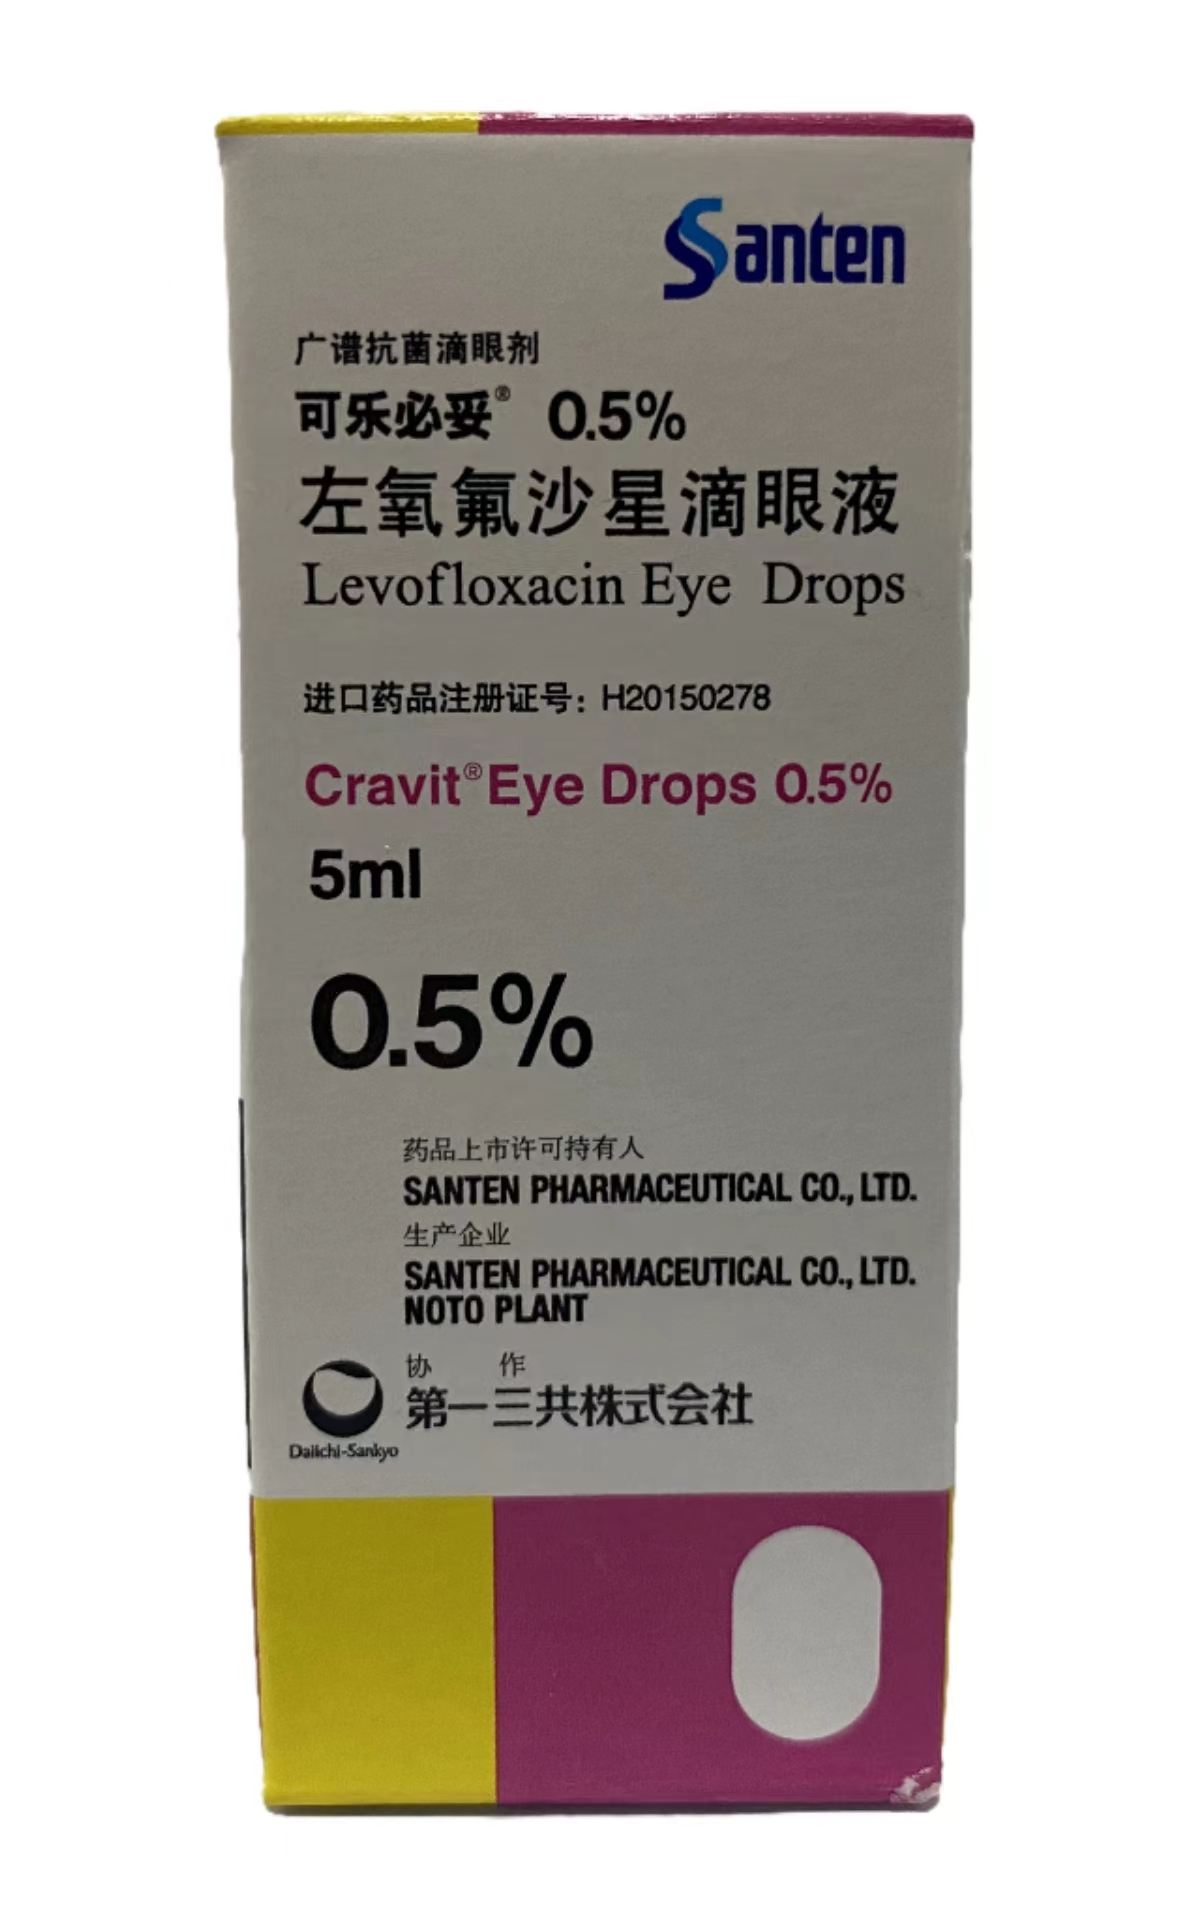 Santen
广谱抗菌滴眼剂
可乐必妥® 0.5%
左氧氟沙星滴眼液
Levofloxacin Eye Drops
进口药品注册证号：H20150278
Cravit® Eye Drops 0.5%
5ml
0.5%
药品上市许可持有人
SANTEN PHARMACEUTICAL CO., LTD.
生产企业
SANTEN PHARMACEUTICAL CO., LTD.
NOTO PLANT
协 作
第一三共株式会社
Daiichi-Sankyo